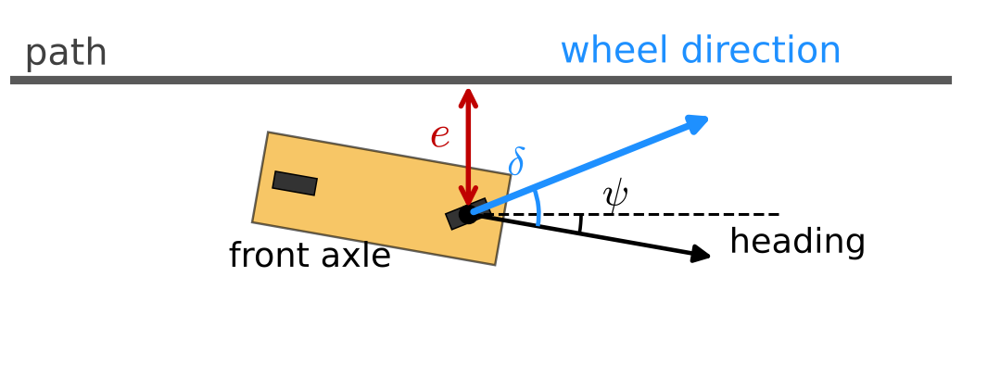 path
wheel direction
e
δ
ψ
heading
front axle